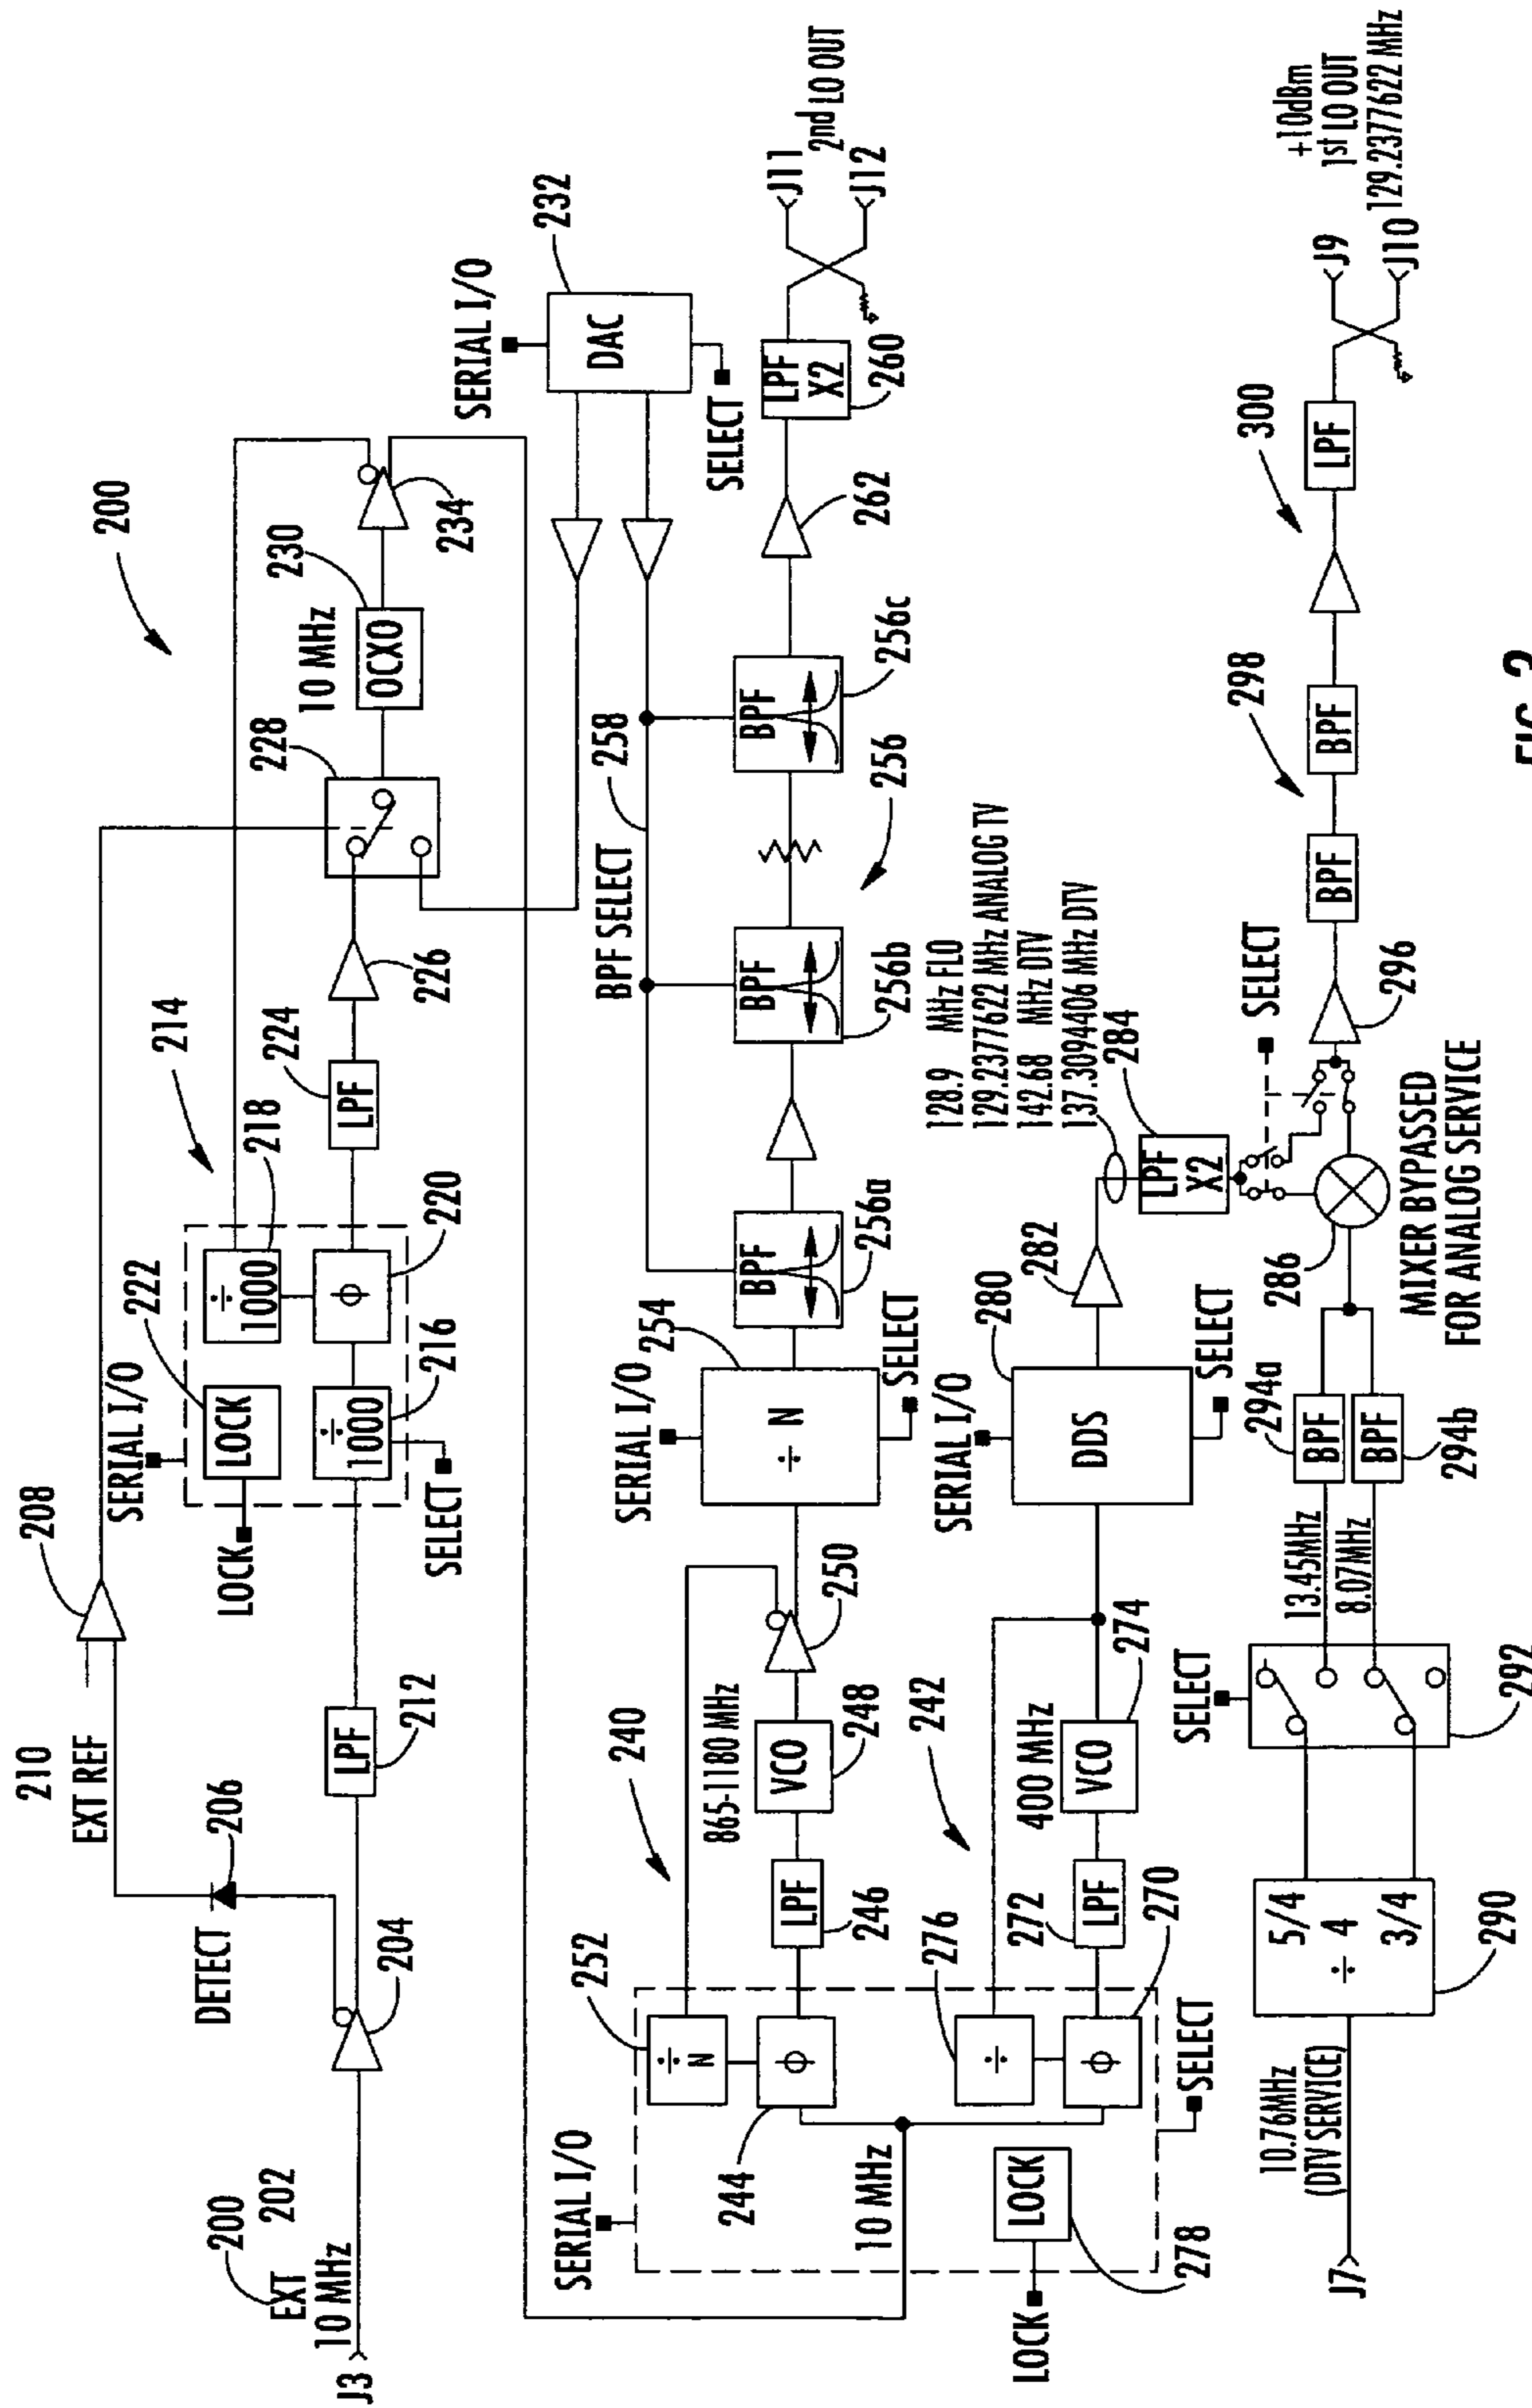 200
EXT
10 MHz
202
J3
204
DETECT
206
210
EXT REF
208
LPF
212
SERIAL I/O
222
LOCK
LOCK
÷
1000
218
214
÷
1000
216
SELECT
ϕ
220
224
LPF
226
228
10 MHz
OCXO
230
234
200
SERIAL I/O
232
DAC
SELECT
SERIAL I/O
252
÷
N
ϕ
244
10 MHz
LOCK
LOCK
278
276
÷
ϕ
270
SELECT
LPF
246
240
865-1180 MHz
VCO
248
250
272
LPF
242
400 MHz
VCO
274
SERIAL I/O
254
÷ N
SELECT
BPF
256a
BPF SELECT
258
BPF
256b
256
BPF
256c
262
LPF
X2
260
J11
2nd LO OUT
J12
SERIAL I/O
280
DDS
SELECT
282
128.9 MHz FLO
129.2377622 MHz ANALOG TV
142.68 MHz DTV
137.3094406 MHz DTV
284
LPF
X2
J7
10.76MHz
(DTV SERVICE)
5/4
÷ 4
3/4
290
SELECT
292
13.45MHz
8.07MHz
294a
BPF
BPF
294b
286
MIXER BYPASSED
FOR ANALOG SERVICE
SELECT
296
BPF
298
BPF
300
LPF
J9
J10
+10dBm
1st LO OUT
129.2377622 MHz